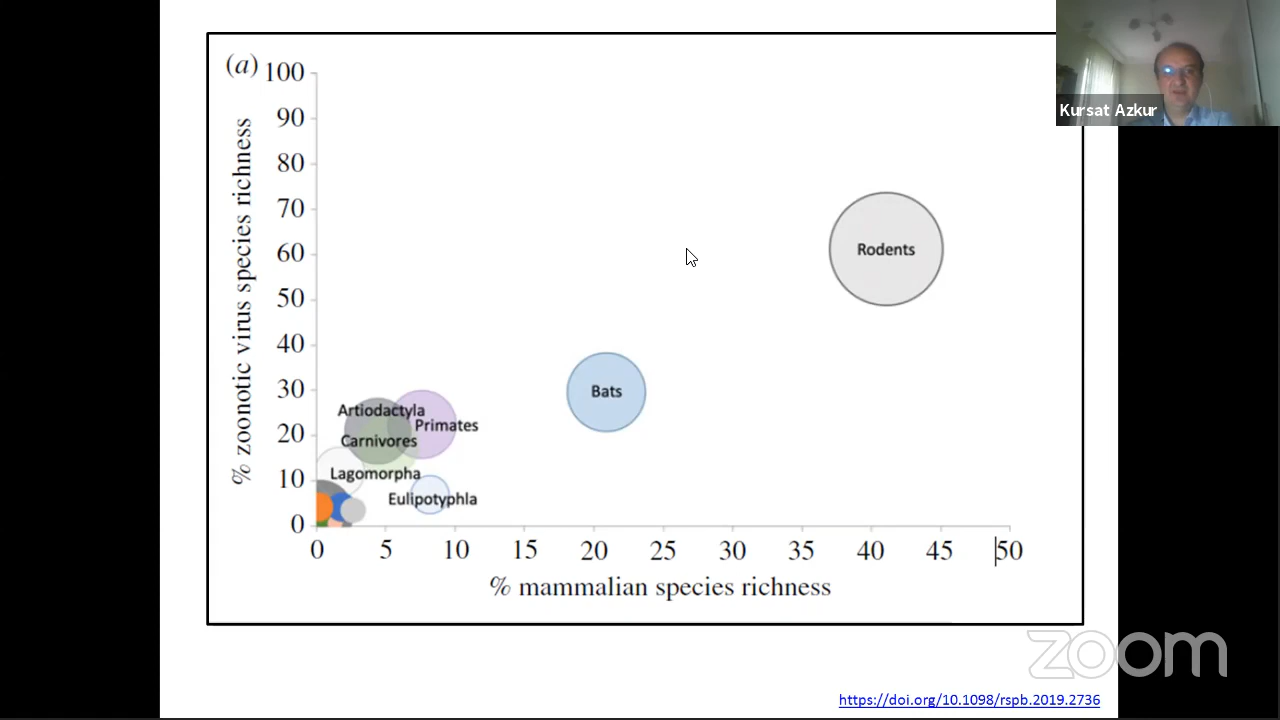 (a)
100
90
80
70
60
50
40
30
20
10
0
% zoonotic virus species richness
Rodents
Bats
Artiodactyla
Primates
Carnivores
Lagomorpha
Eulipotyphla
0 5 10 15 20 25 30 35 40 45 50
% mammalian species richness
Kursat Azkur
zoom
https://doi.org/10.1098/rspb.2019.2736